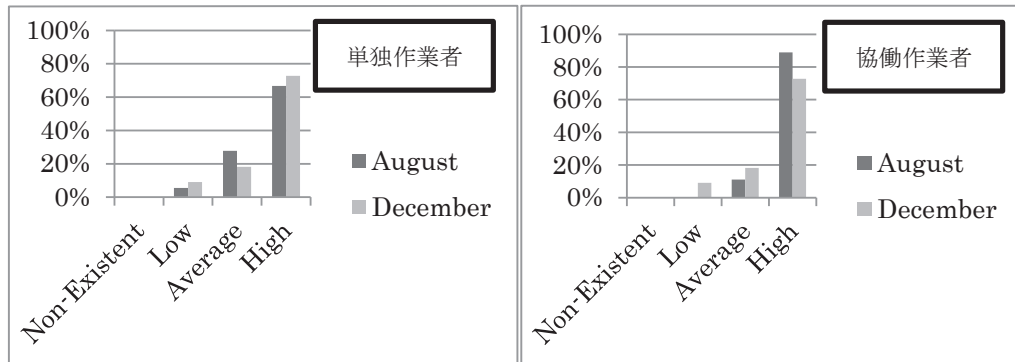 100%
80%
60%
40%
20%
0%
Non-Existent
Low
Average
High
単独作業者
August
December
100%
80%
60%
40%
20%
0%
Non-Existent
Low
Average
High
協働作業者
August
December